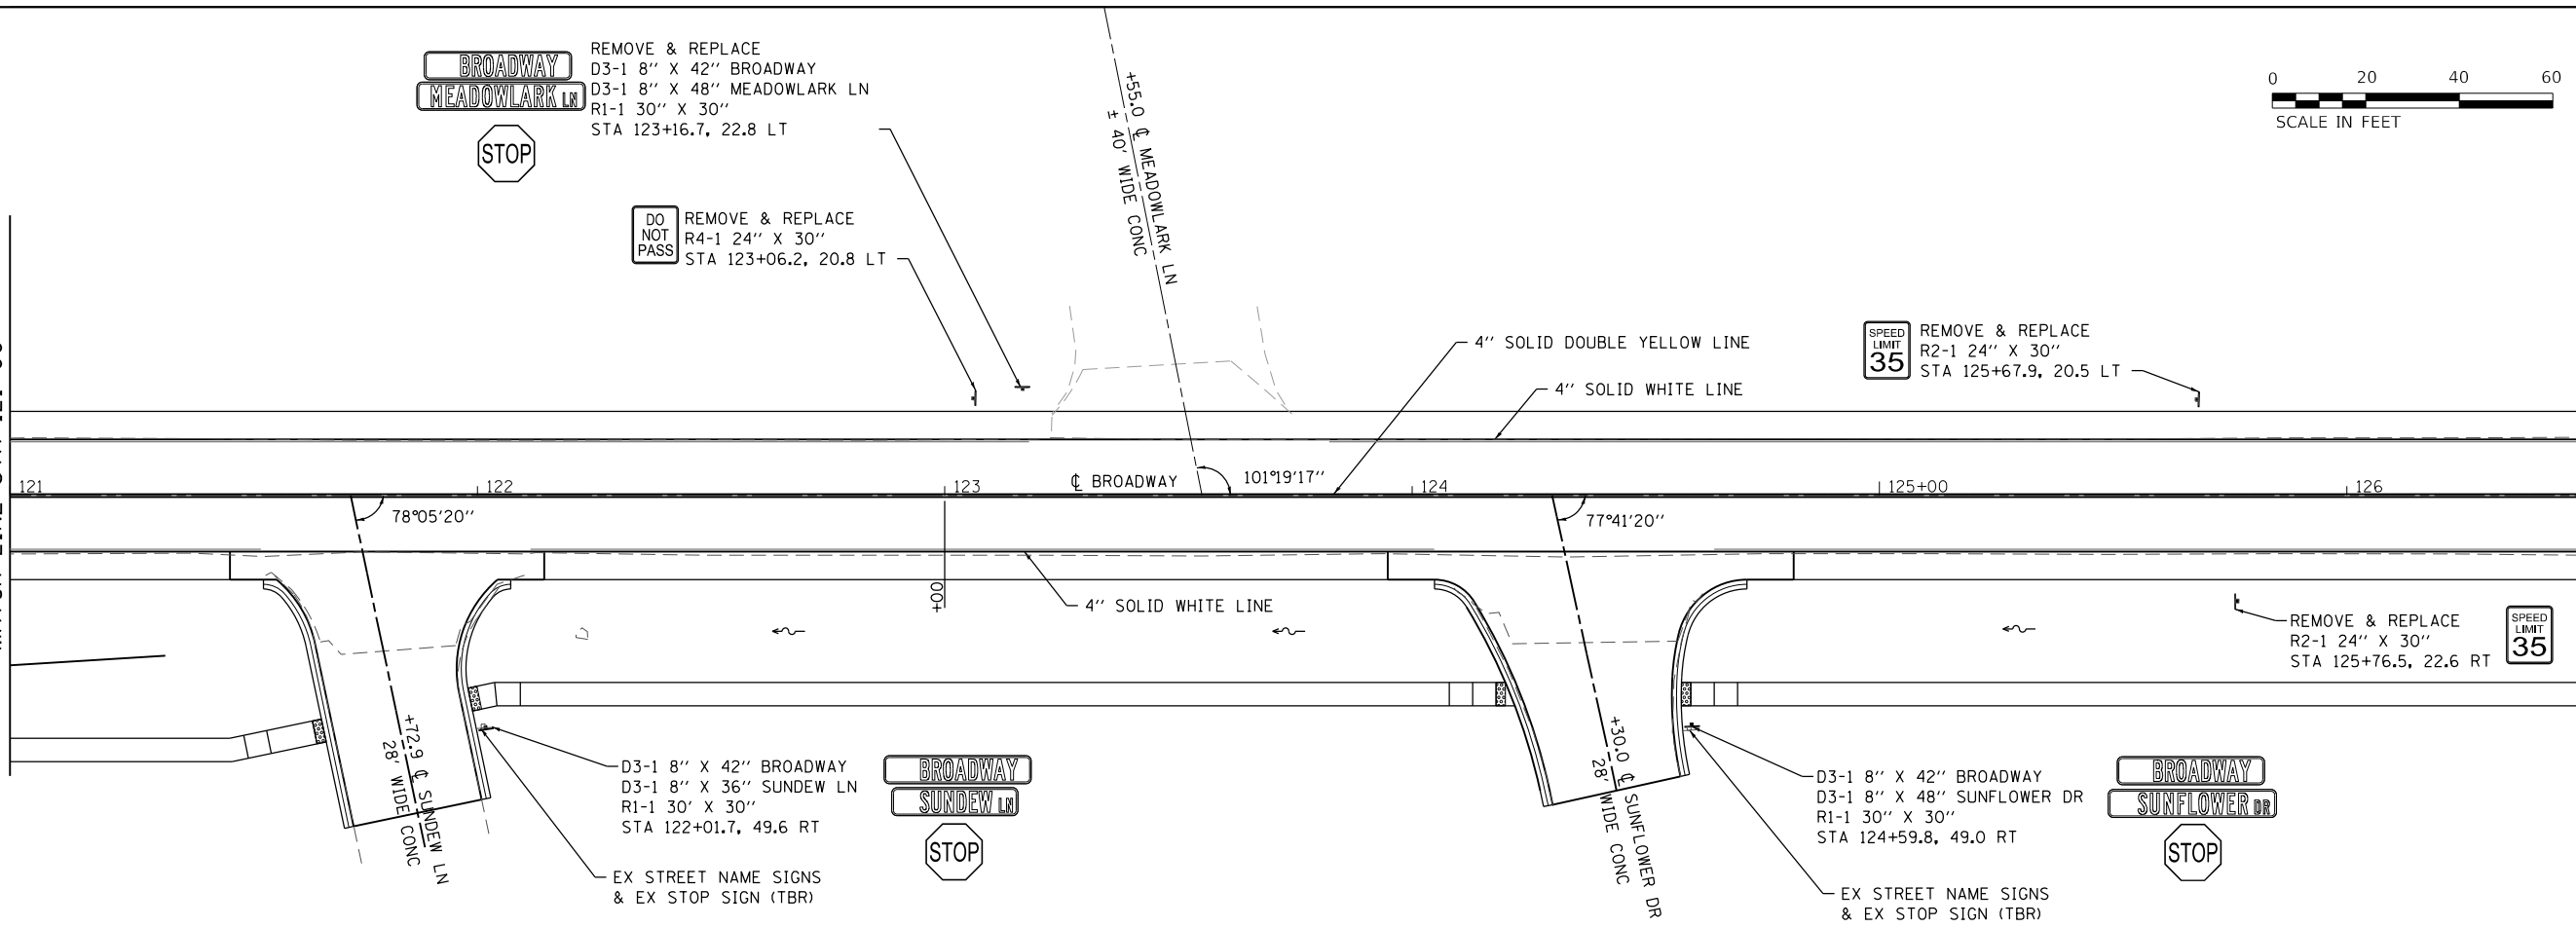 BROADWAY
MEADOWLARK LN
STOP
REMOVE & REPLACE
D3-1 8'' X 42'' BROADWAY
D3-1 8'' X 48'' MEADOWLARK LN
R1-1 30'' X 30''
STA 123+16.7, 22.8 LT
DO
NOT
PASS
REMOVE & REPLACE
R4-1 24'' X 30''
STA 123+06.2, 20.8 LT
+55.0 ℄ MEADOWLARK LN
± 40' WIDE CONC
0 20 40 60
SCALE IN FEET
4'' SOLID DOUBLE YELLOW LINE
4'' SOLID WHITE LINE
SPEED
LIMIT
35
REMOVE & REPLACE
R2-1 24'' X 30''
STA 125+67.9, 20.5 LT
℄ BROADWAY
101°19'17''
121
122
123
124
125+00
126
78°05'20''
77°41'20''
+00
4'' SOLID WHITE LINE
REMOVE & REPLACE
R2-1 24'' X 30''
STA 125+76.5, 22.6 RT
SPEED
LIMIT
35
+72.9 ℄ SUNDEW LN
28' WIDE CONC
D3-1 8'' X 42'' BROADWAY
D3-1 8'' X 36'' SUNDEW LN
R1-1 30' X 30''
STA 122+01.7, 49.6 RT
BROADWAY
SUNDEW LN
STOP
EX STREET NAME SIGNS
& EX STOP SIGN (TBR)
+30.0 ℄ SUNFLOWER DR
28' WIDE CONC
D3-1 8'' X 42'' BROADWAY
D3-1 8'' X 48'' SUNFLOWER DR
R1-1 30'' X 30''
STA 124+59.8, 49.0 RT
BROADWAY
SUNFLOWER DR
STOP
EX STREET NAME SIGNS
& EX STOP SIGN (TBR)